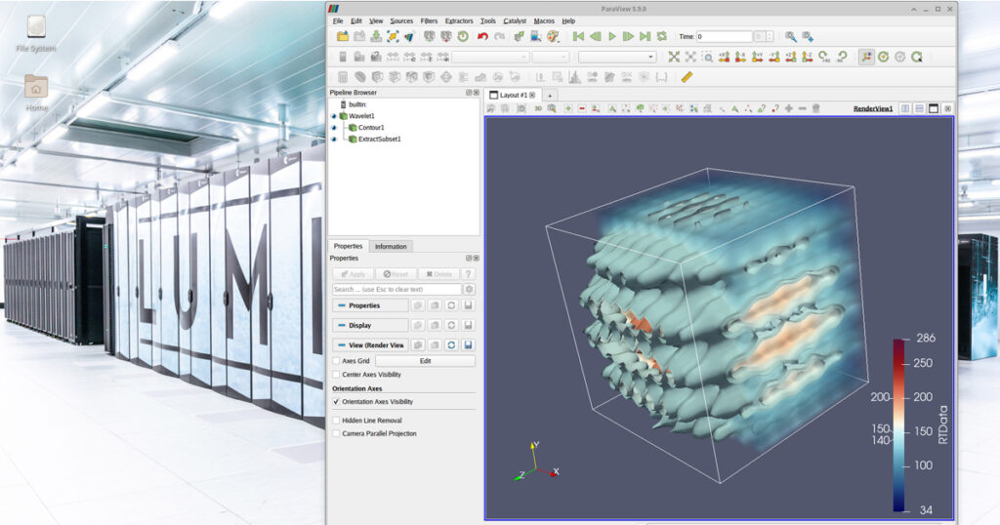 File System
Home
LUMI
ParaView 5.9.0
File Edit View Sources Filters Extractors Tools Catalyst Macros Help
Time: 0
0
Pipeline Browser
builtin:
Wavelet1
Contour1
ExtractSubset1
Properties Information
Properties
Apply Reset Delete ?
Search ... (use Esc to clear text)
Properties
Display
View (Render View
Axes Grid Edit
Center Axes Visibility
Orientation Axes
Orientation Axes Visibility
Hidden Line Removal
Camera Parallel Projection
Layout #1
+
3D
RenderView1
286
250
200 200
150 150
140
100
34
RTData
Y
Z X